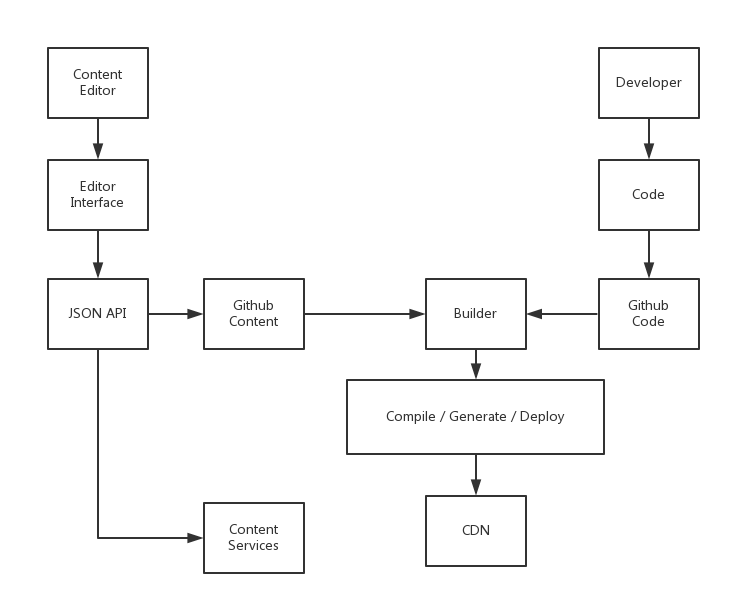 Content
Editor
Developer
Editor
Interface
Code
JSON API
Github
Content
Builder
Github
Code
Compile / Generate / Deploy
Content
Services
CDN